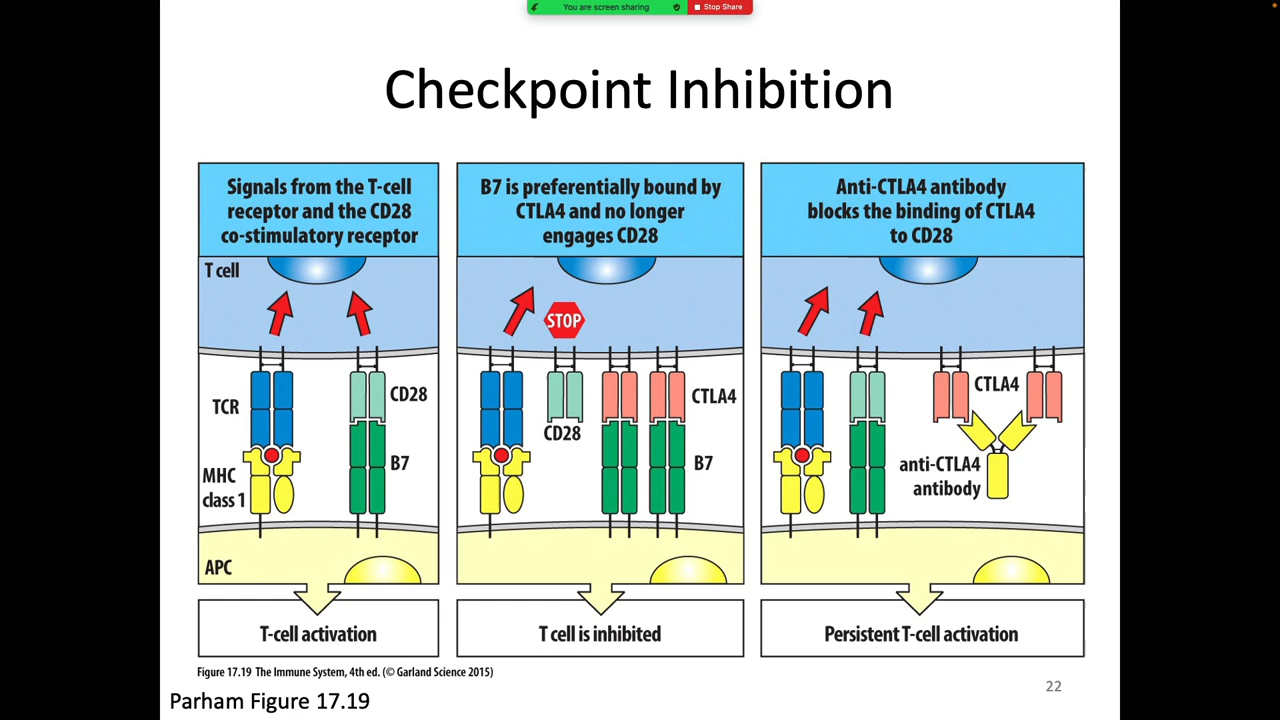 You are screen sharing
Stop Share
Checkpoint Inhibition
Signals from the T-cell
receptor and the CD28
co-stimulatory receptor
T cell
TCR
CD28
MHC
class 1
B7
APC
T-cell activation
B7 is preferentially bound by
CTLA4 and no longer
engages CD28
STOP
CTLA4
CD28
B7
T cell is inhibited
Anti-CTLA4 antibody
blocks the binding of CTLA4
to CD28
CTLA4
anti-CTLA4
antibody
Persistent T-cell activation
Figure 17.19 The Immune System, 4th ed. (© Garland Science 2015)
Parham Figure 17.19
22